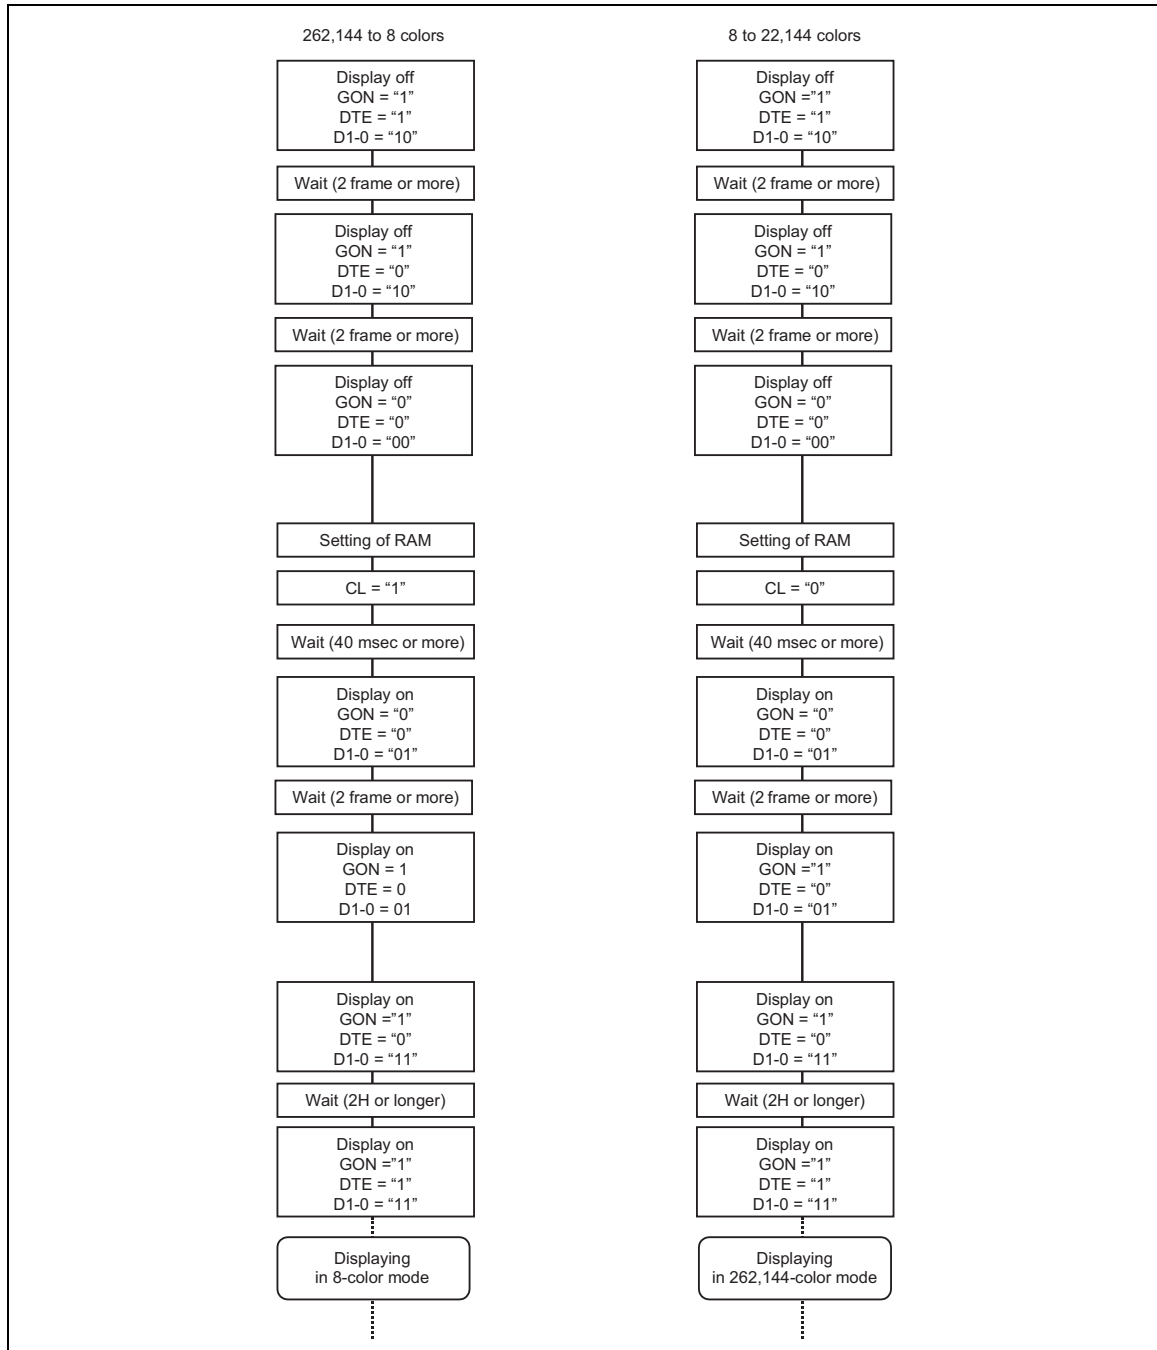 262,144 to 8 colors
Display off
GON = “1”
DTE = “1”
D1-0 = “10”
Wait (2 frame or more)
Display off
GON = “1”
DTE = “0”
D1-0 = “10”
Wait (2 frame or more)
Display off
GON = “0”
DTE = “0”
D1-0 = “00”
Setting of RAM
CL = “1”
Wait (40 msec or more)
Display on
GON = “0”
DTE = “0”
D1-0 = “01”
Wait (2 frame or more)
Display on
GON = 1
DTE = 0
D1-0 = 01
Display on
GON =”1”
DTE = “0”
D1-0 = “11”
Wait (2H or longer)
Display on
GON =”1”
DTE = “1”
D1-0 = “11”
Displaying
in 8-color mode
8 to 22,144 colors
Display off
GON =”1”
DTE = “1”
D1-0 = “10”
Wait (2 frame or more)
Display off
GON = “1”
DTE = “0”
D1-0 = “10”
Wait (2 frame or more)
Display off
GON = “0”
DTE = “0”
D1-0 = “00”
Setting of RAM
CL = “0”
Wait (40 msec or more)
Display on
GON = “0”
DTE = “0”
D1-0 = “01”
Wait (2 frame or more)
Display on
GON =”1”
DTE = “0”
D1-0 = “01”
Display on
GON = “1”
DTE = “0”
D1-0 = “11”
Wait (2H or longer)
Display on
GON =”1”
DTE = “1”
D1-0 = “11”
Displaying
in 262,144-color mode